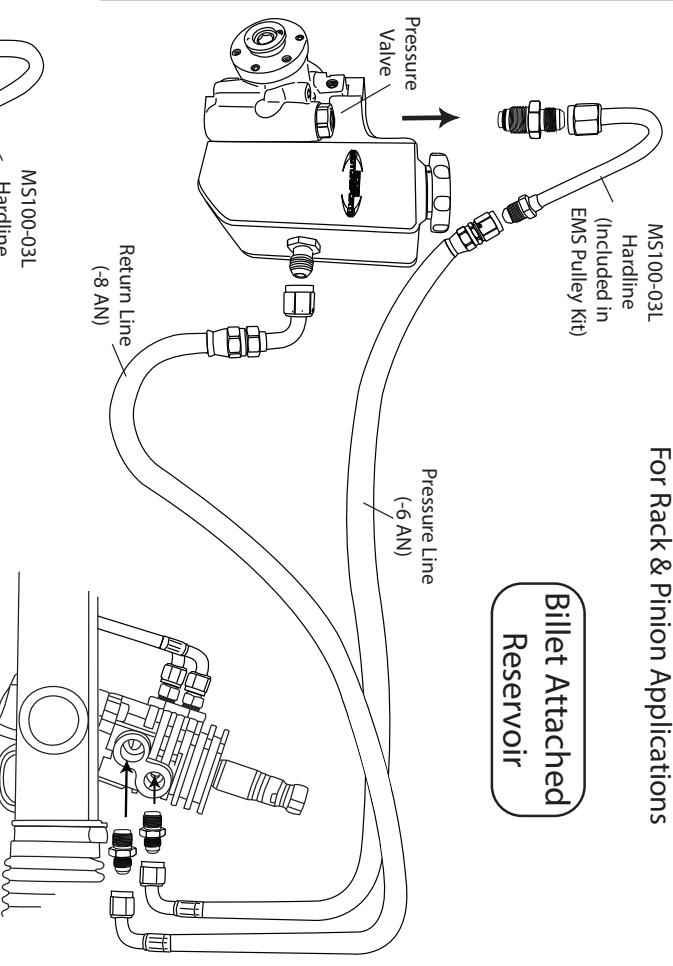 For Rack & Pinion Applications
Billet Attached
Reservoir
MS100-03L
Hardline
(Included in
EMS Pulley Kit)
Pressure
Valve
Pressure Line
(-6 AN)
Return Line
(-8 AN)
MS100-03L
Hardline